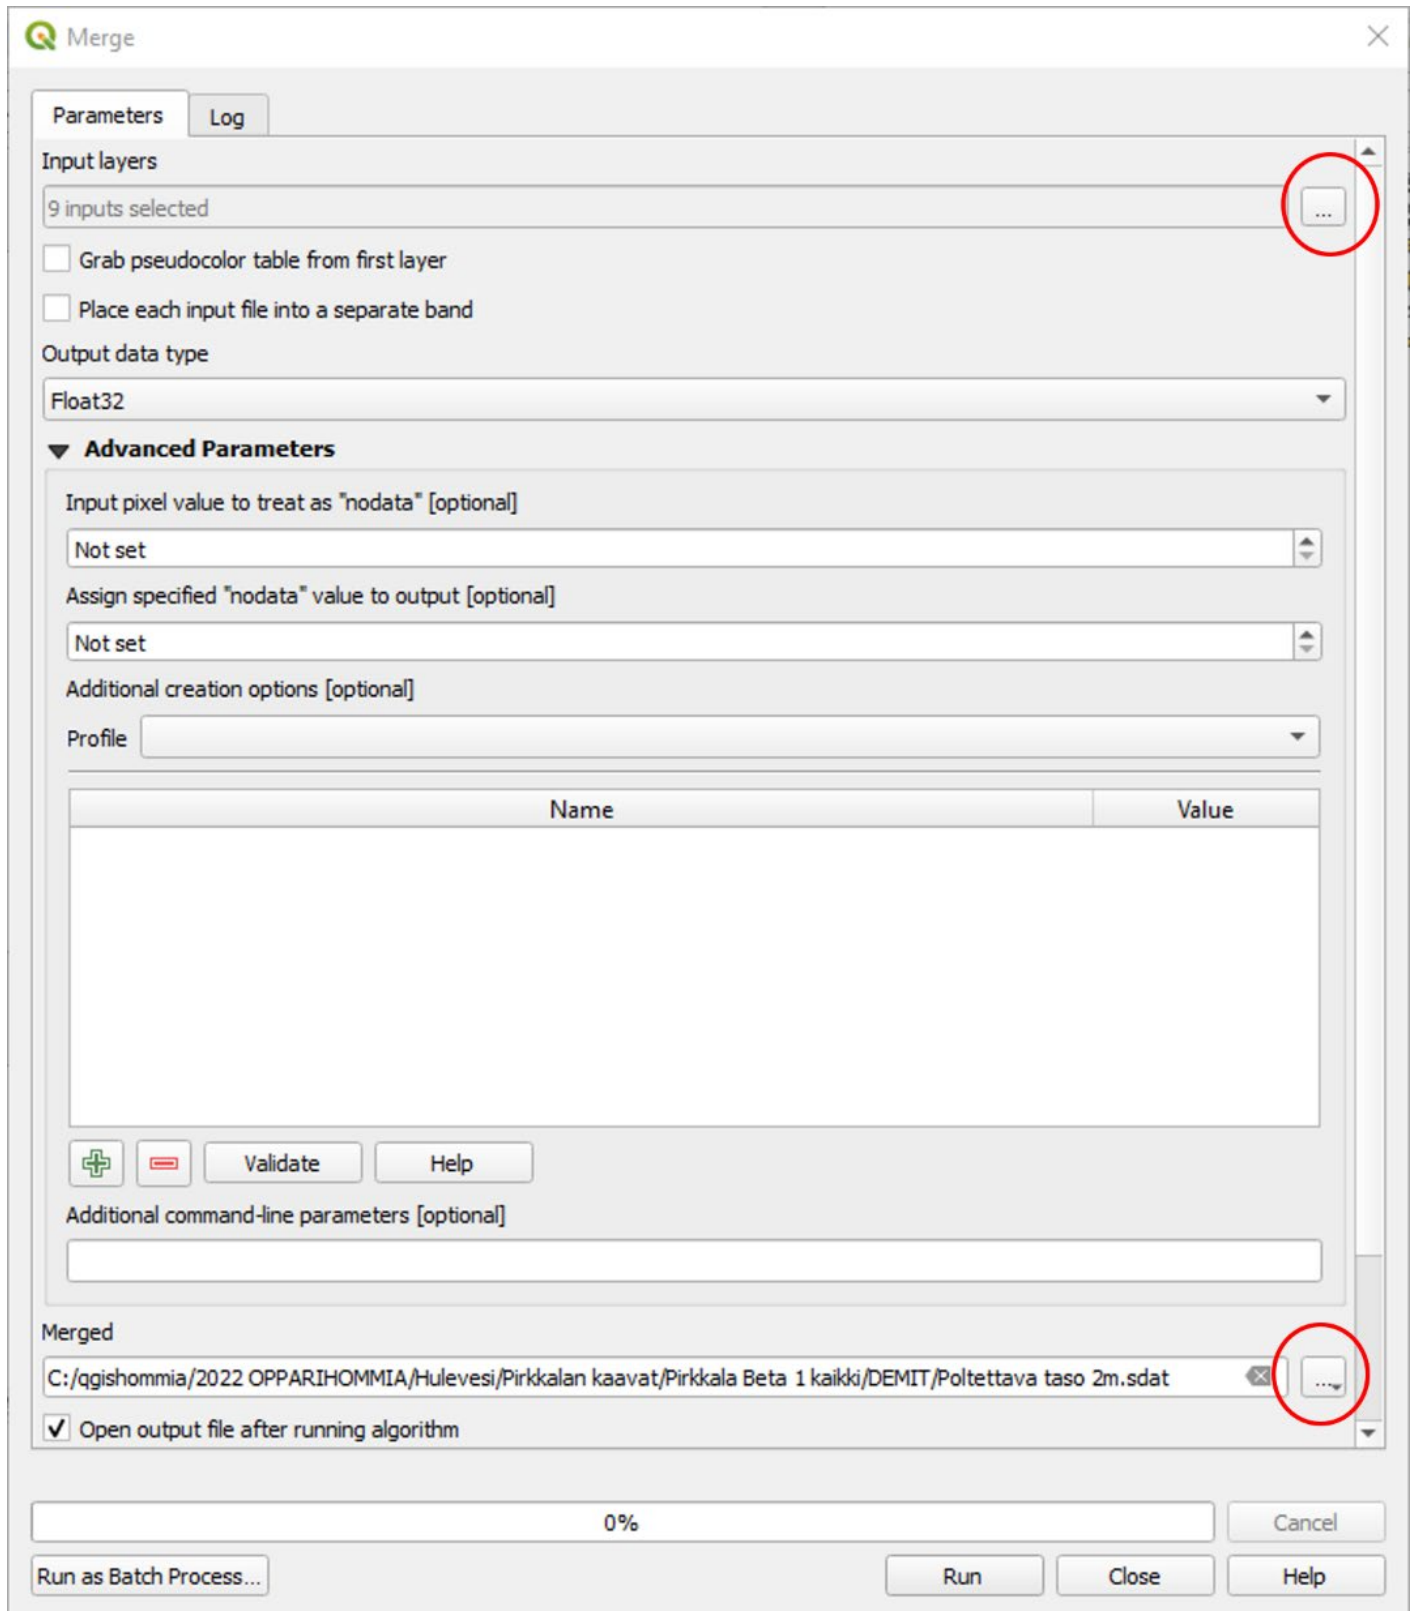 Merge
Parameters Log
Input layers
9 inputs selected ...
Grab pseudocolor table from first layer
Place each input file into a separate band
Output data type
Float32
Advanced Parameters
Input pixel value to treat as "nodata" [optional]
Not set
Assign specified "nodata" value to output [optional]
Not set
Additional creation options [optional]
Profile
Name Value
Validate Help
Additional command-line parameters [optional]
Merged
C:/qgishommia/2022 OPPARIHOMMIA/Hulevesi/Pirkkalan kaavat/Pirkkala Beta 1 kaikki/DEMIT/Poltettava taso 2m.sdat ...
Open output file after running algorithm
0% Cancel
Run as Batch Process... Run Close Help